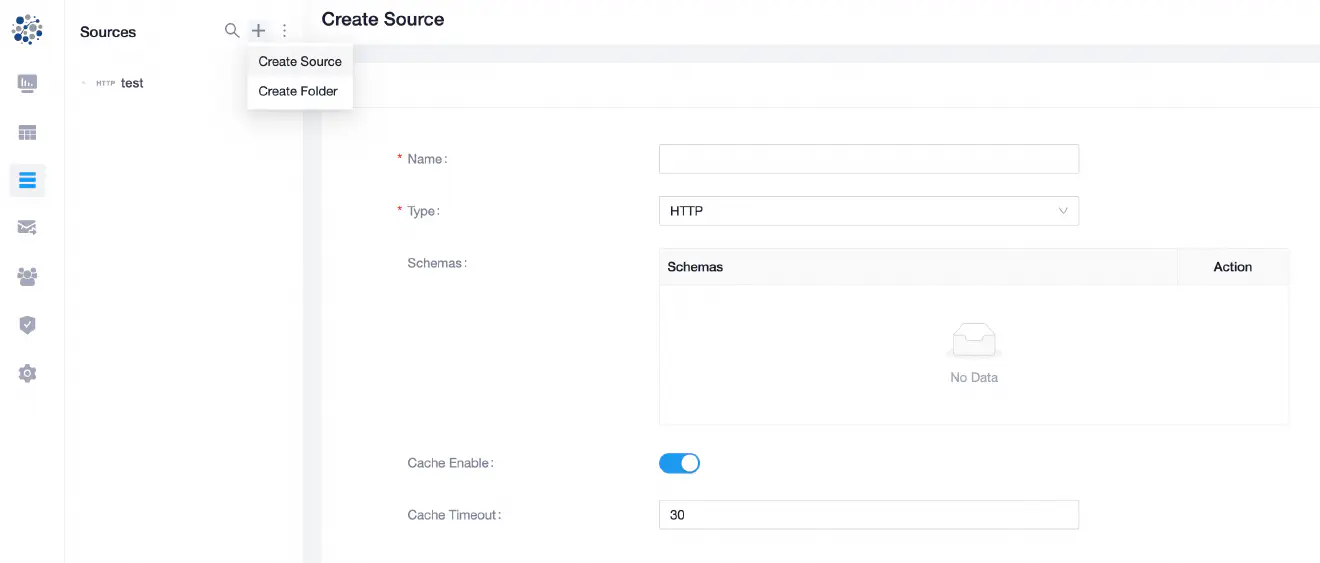 Sources
Create Source
Create Folder
HTTP test
Create Source
* Name:
* Type:
HTTP
Schemas:
Schemas
Action
No Data
Cache Enable:
Cache Timeout:
30